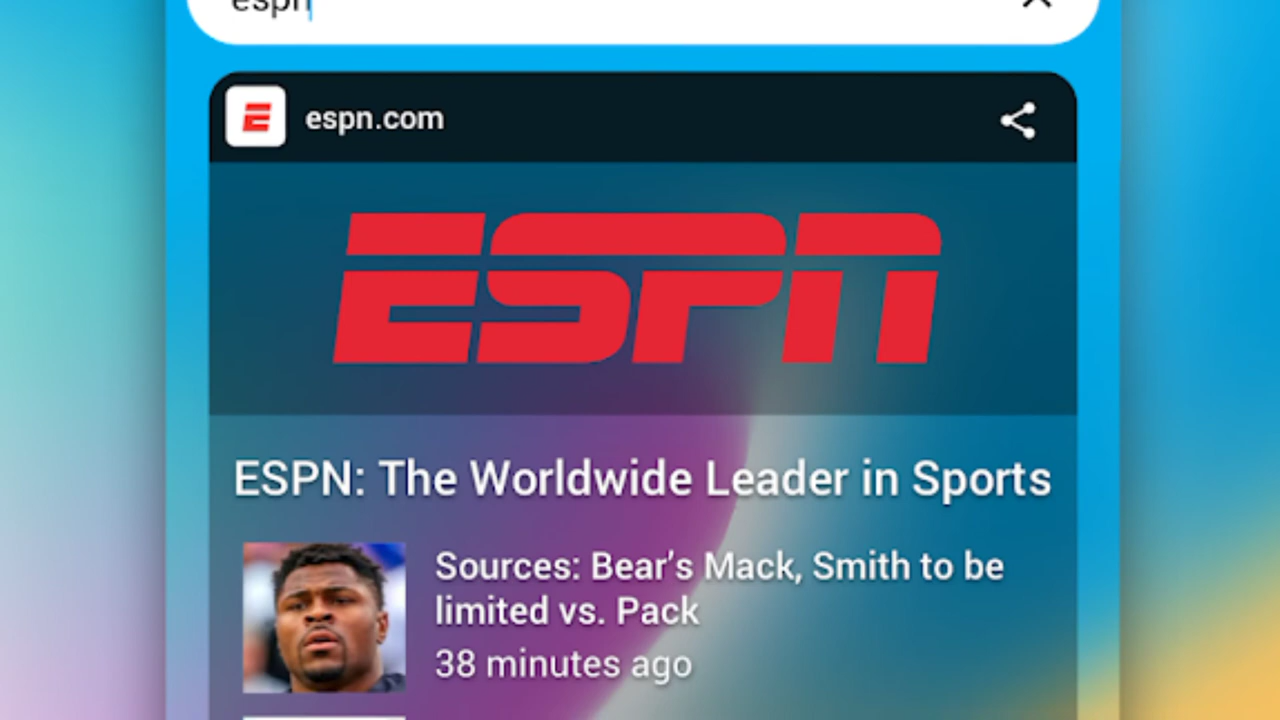 espn
espn.com
ESPN
ESPN: The Worldwide Leader in Sports
Sources: Bear's Mack, Smith to be
limited vs. Pack
38 minutes ago